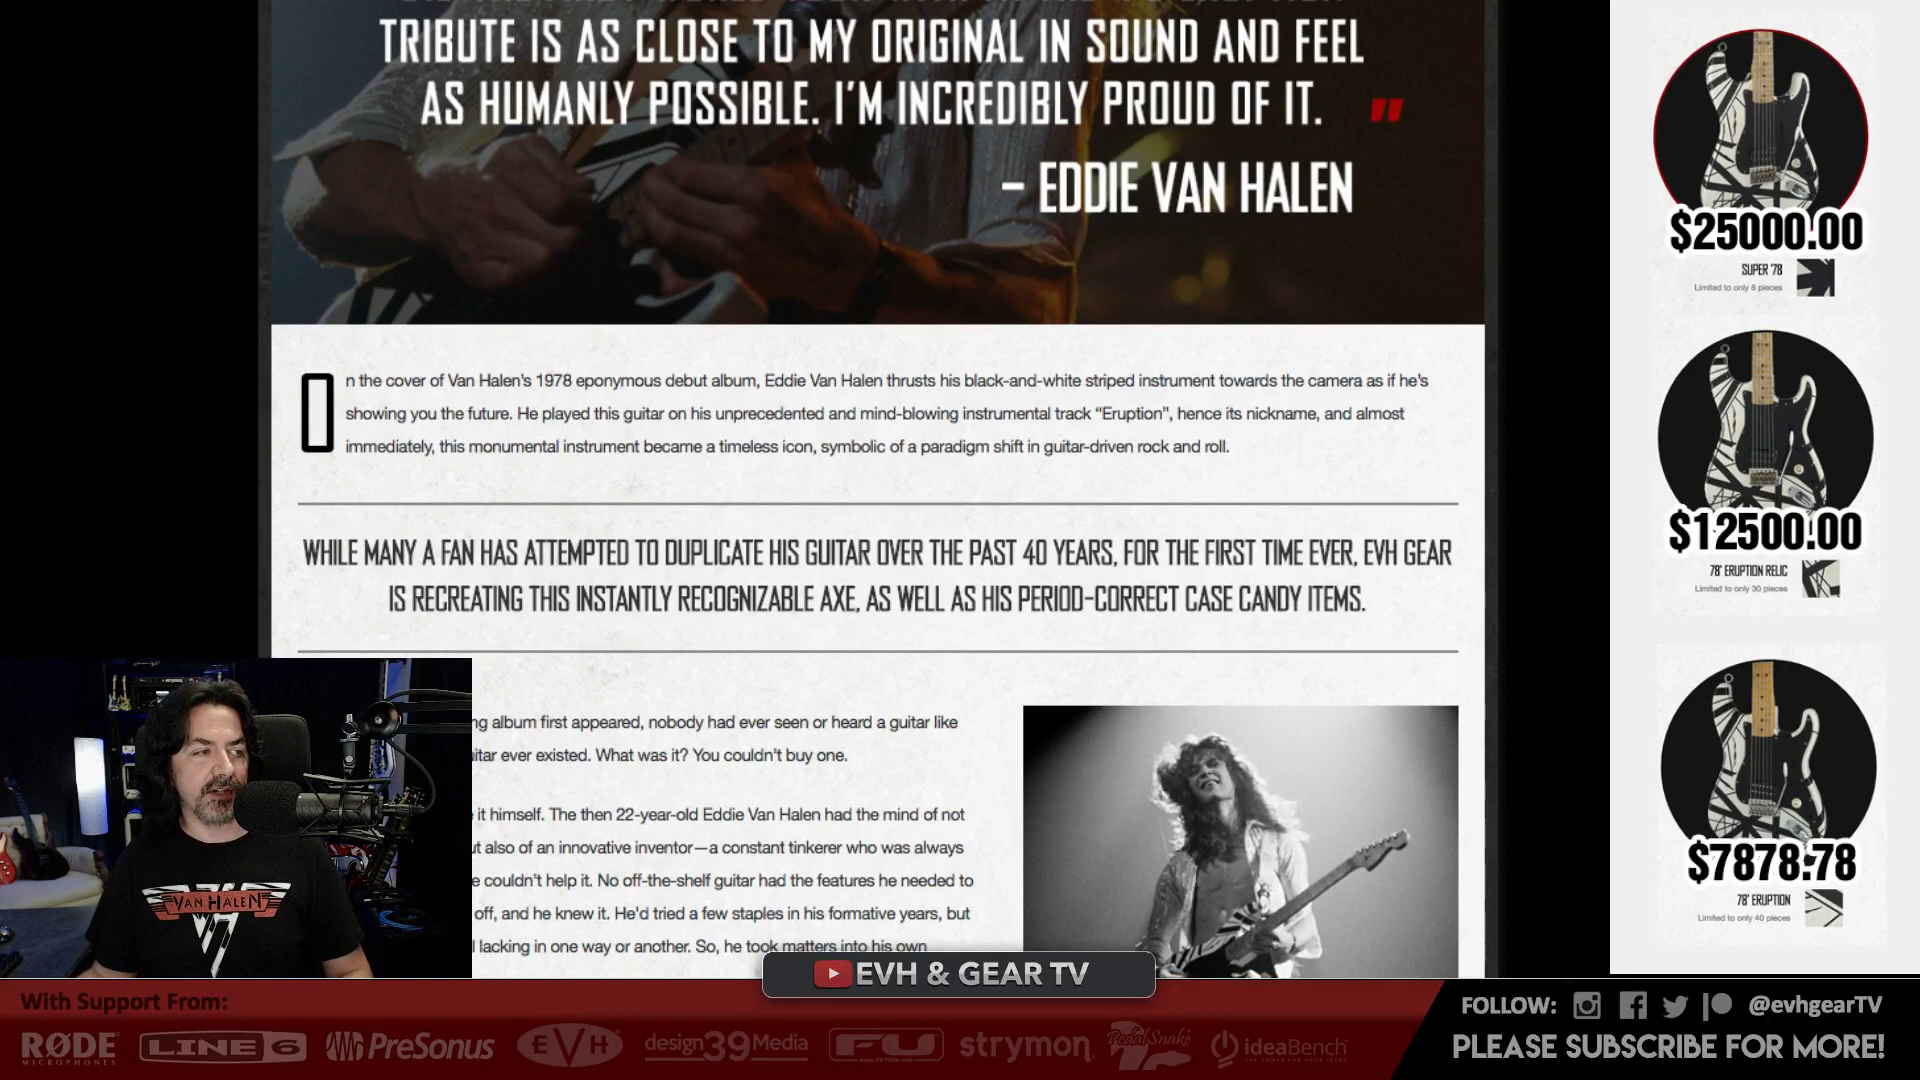 TRIBUTE IS AS CLOSE TO MY ORIGINAL IN SOUND AND FEEL
AS HUMANLY POSSIBLE. I'M INCREDIBLY PROUD OF IT. "
– EDDIE VAN HALEN
On the cover of Van Halen's 1978 eponymous debut album, Eddie Van Halen thrusts his black-and-white striped instrument towards the camera as if he's
showing you the future. He played this guitar on his unprecedented and mind-blowing instrumental track “Eruption”, hence its nickname, and almost
immediately, this monumental instrument became a timeless icon, symbolic of a paradigm shift in guitar-driven rock and roll.
WHILE MANY A FAN HAS ATTEMPTED TO DUPLICATE HIS GUITAR OVER THE PAST 40 YEARS, FOR THE FIRST TIME EVER, EVH GEAR
IS RECREATING THIS INSTANTLY RECOGNIZABLE AXE, AS WELL AS HIS PERIOD-CORRECT CASE CANDY ITEMS.
album first appeared, nobody had ever seen or heard a guitar like
ever existed. What was it? You couldn't buy one.
it himself. The then 22-year-old Eddie Van Halen had the mind of not
also of an innovative inventor—a constant tinkerer who was always
couldn't help it. No off-the-shelf guitar had the features he needed to
off, and he knew it. He'd tried a few staples in his formative years, but
lacking in one way or another. So, he took matters into his own
$25000.00
SUPER '78
Limited to only 8 pieces
$12500.00
78' ERUPTION RELIC
Limited to only 30 pieces
$7878.78
78' ERUPTION
Limited to only 40 pieces
VAN HALEN
EVH & GEAR TV
With Support From:
RØDE
MICROPHONES
LINE 6
PreSonus
EVH
design39Media
FU
strymon.
PedalSnake
ideaBench
FOLLOW: @evhgearTV
PLEASE SUBSCRIBE FOR MORE!